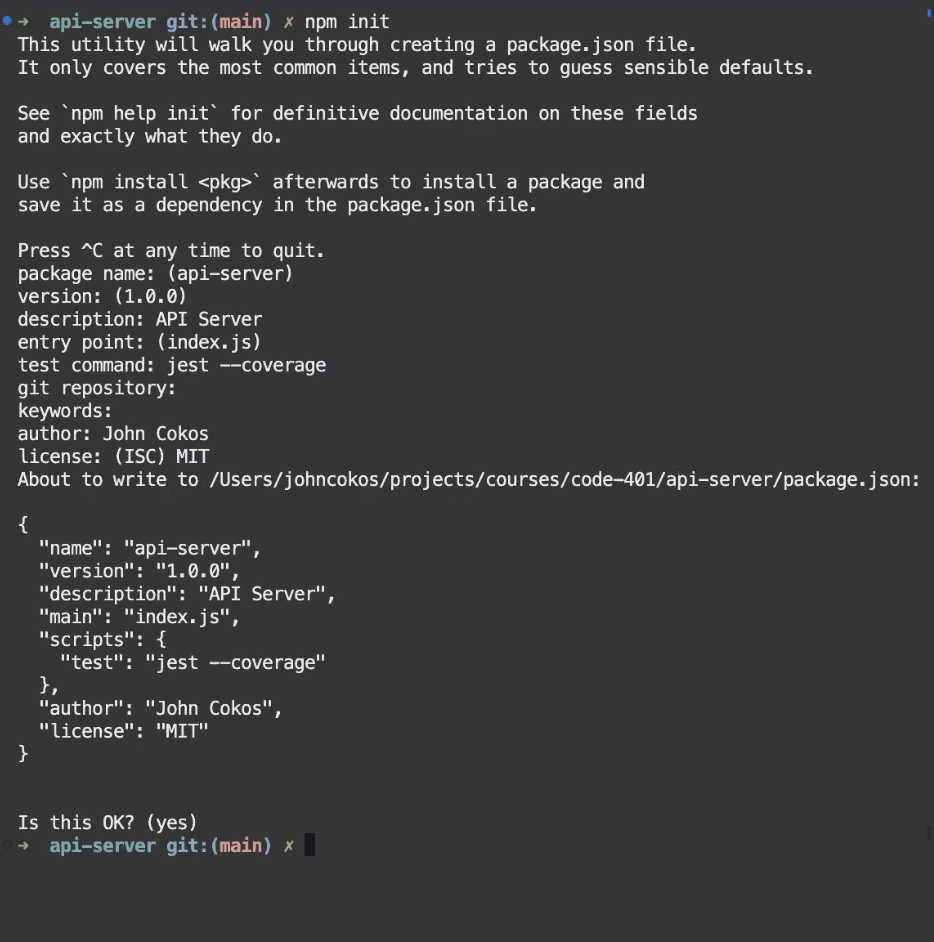 ➜  api-server git:(main) ✗ npm init
This utility will walk you through creating a package.json file.
It only covers the most common items, and tries to guess sensible defaults.

See `npm help init` for definitive documentation on these fields
and exactly what they do.

Use `npm install <pkg>` afterwards to install a package and
save it as a dependency in the package.json file.

Press ^C at any time to quit.
package name: (api-server)
version: (1.0.0)
description: API Server
entry point: (index.js)
test command: jest --coverage
git repository:
keywords:
author: John Cokos
license: (ISC) MIT
About to write to /Users/johncokos/projects/courses/code-401/api-server/package.json:

{
  "name": "api-server",
  "version": "1.0.0",
  "description": "API Server",
  "main": "index.js",
  "scripts": {
    "test": "jest --coverage"
  },
  "author": "John Cokos",
  "license": "MIT"
}

Is this OK? (yes)
➜  api-server git:(main) ✗